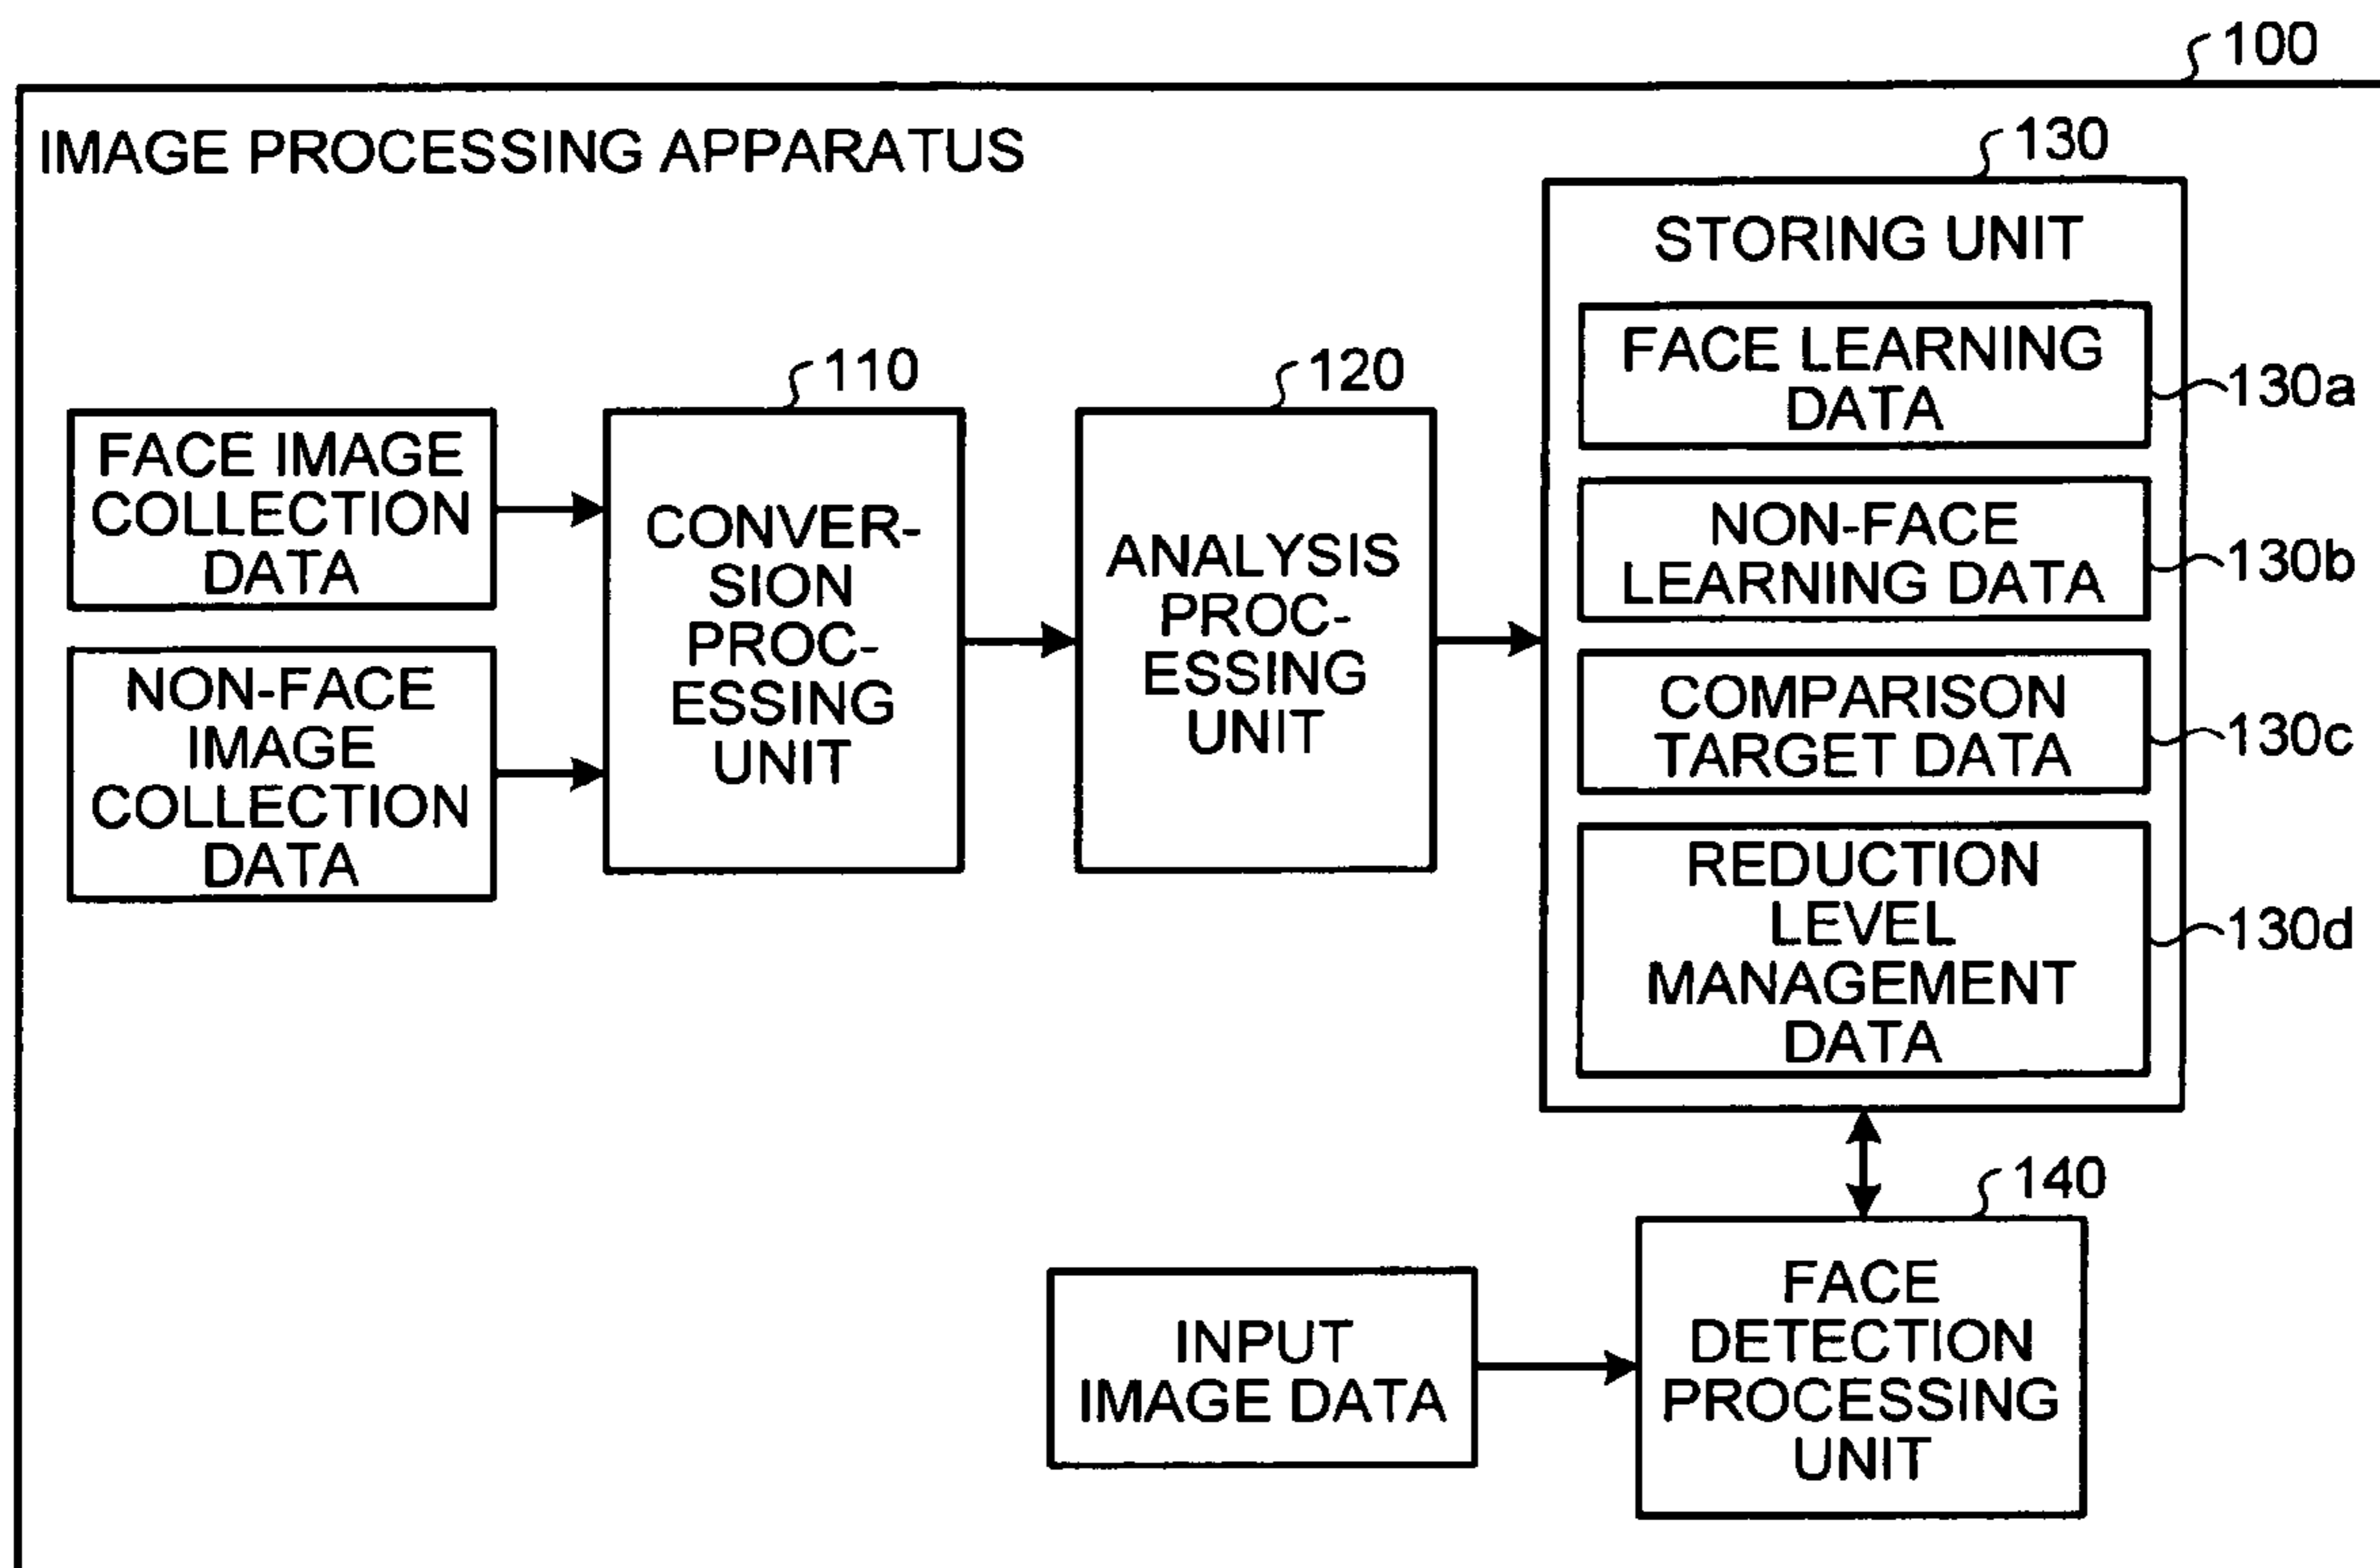 100
IMAGE PROCESSING APPARATUS
130
STORING UNIT
FACE LEARNING
DATA
130a
NON-FACE
LEARNING DATA
130b
COMPARISON
TARGET DATA
130c
REDUCTION
LEVEL
MANAGEMENT
DATA
130d
110
CONVER-
SION
PROC-
ESSING
UNIT
120
ANALYSIS
PROC-
ESSING
UNIT
FACE IMAGE
COLLECTION
DATA
NON-FACE
IMAGE
COLLECTION
DATA
140
FACE
DETECTION
PROCESSING
UNIT
INPUT
IMAGE DATA